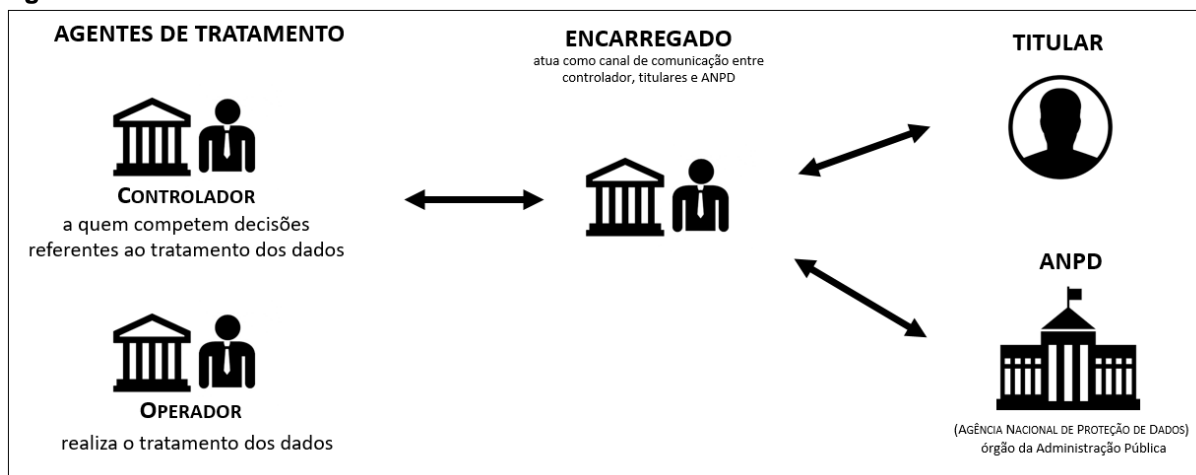 AGENTES DE TRATAMENTO
CONTROLADOR
a quem competem decisões
referentes ao tratamento dos dados
OPERADOR
realiza o tratamento dos dados
ENCARREGADO
atua como canal de comunicação entre
controlador, titulares e ANPD
TITULAR
ANPD
(AGÊNCIA NACIONAL DE PROTEÇÃO DE DADOS)
órgão da Administração Pública